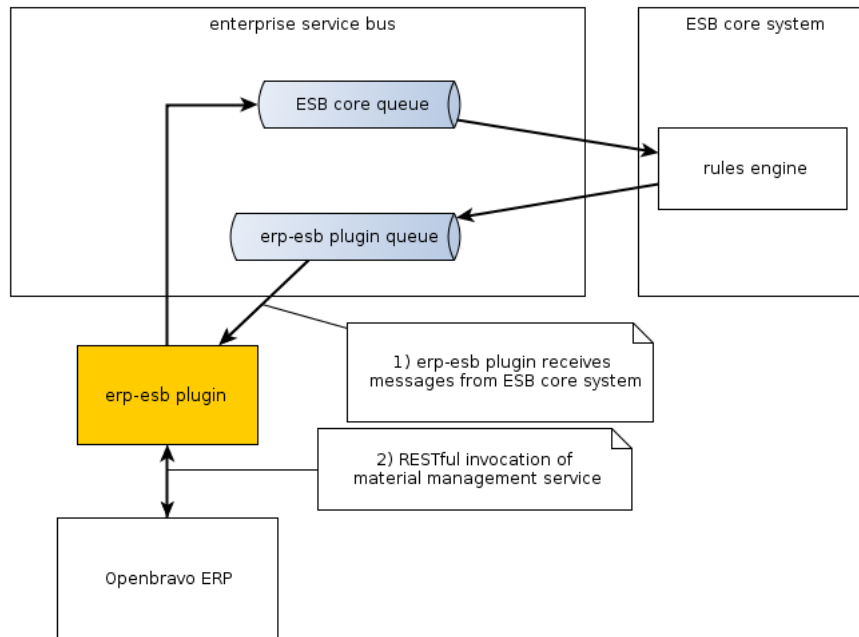 enterprise service bus
ESB core system
ESB core queue
rules engine
erp-esb plugin queue
1) erp-esb plugin receives
messages from ESB core system
erp-esb plugin
2) RESTful invocation of
material management service
Openbravo ERP